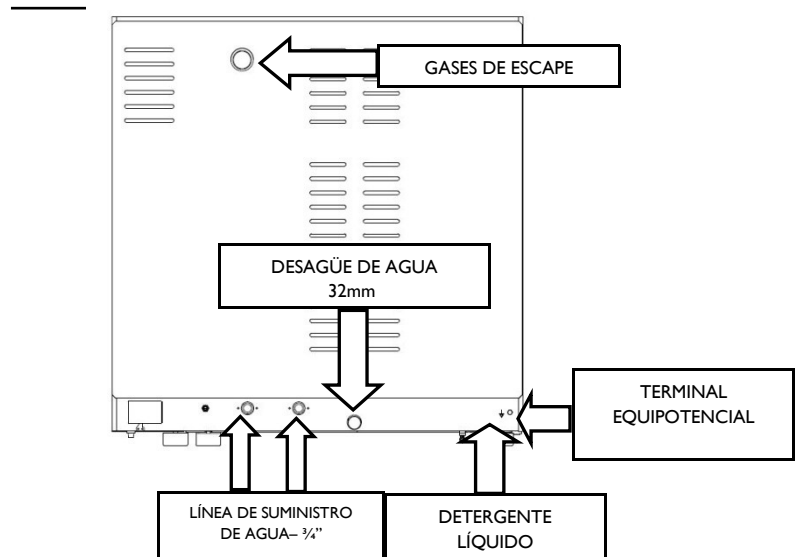 GASES DE ESCAPE
DESAGÜE DE AGUA
32mm
TERMINAL
EQUIPOTENCIAL
LÍNEA DE SUMINISTRO
DE AGUA– ¾”
DETERGENTE
LÍQUIDO